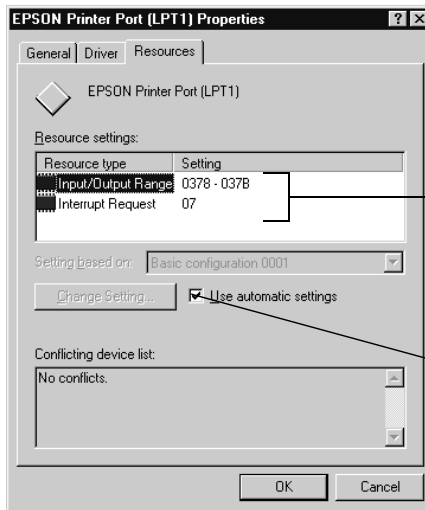 EPSON Printer Port (LPT1) Properties
General Driver Resources
EPSON Printer Port (LPT1)
Resource settings:
Resource type Setting
Input/Output Range 0378 - 037B
Interrupt Request 07
Setting based on: Basic configuration 0001
Change Setting... Use automatic settings
Conflicting device list:
No conflicts.
OK Cancel